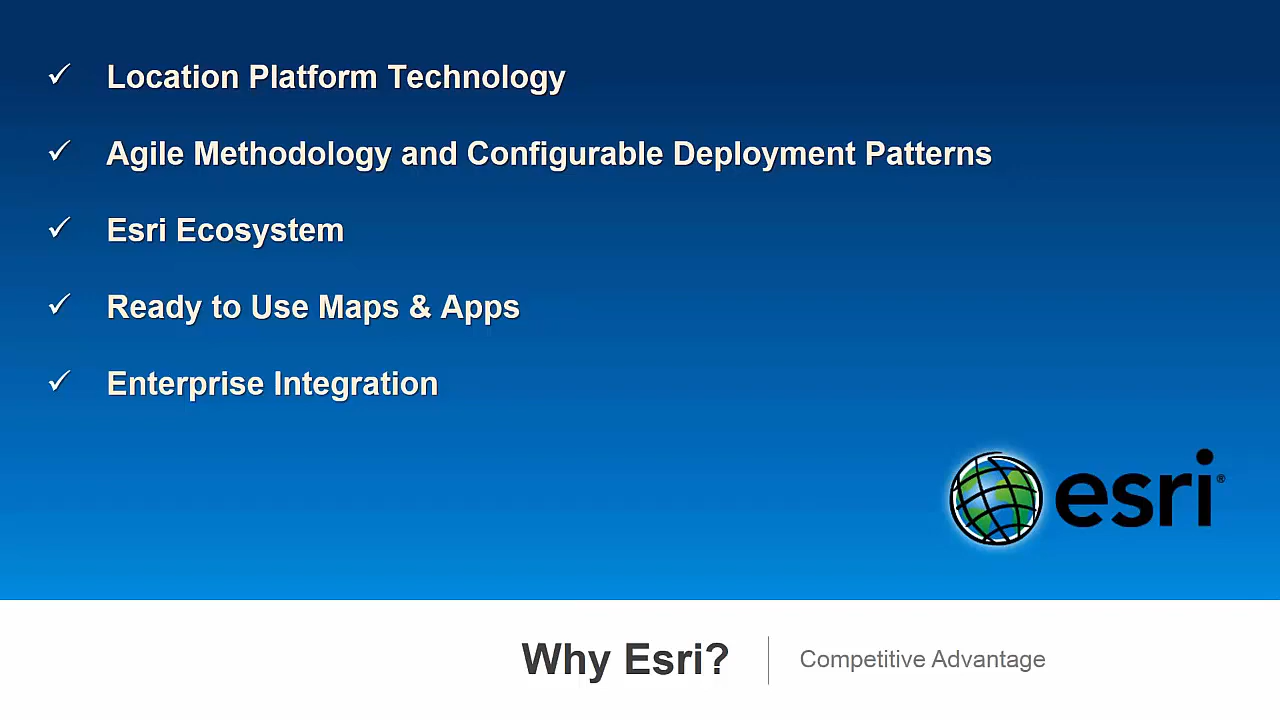 ✓ Location Platform Technology
✓ Agile Methodology and Configurable Deployment Patterns
✓ Esri Ecosystem
✓ Ready to Use Maps & Apps
✓ Enterprise Integration
esri®
Why Esri? | Competitive Advantage